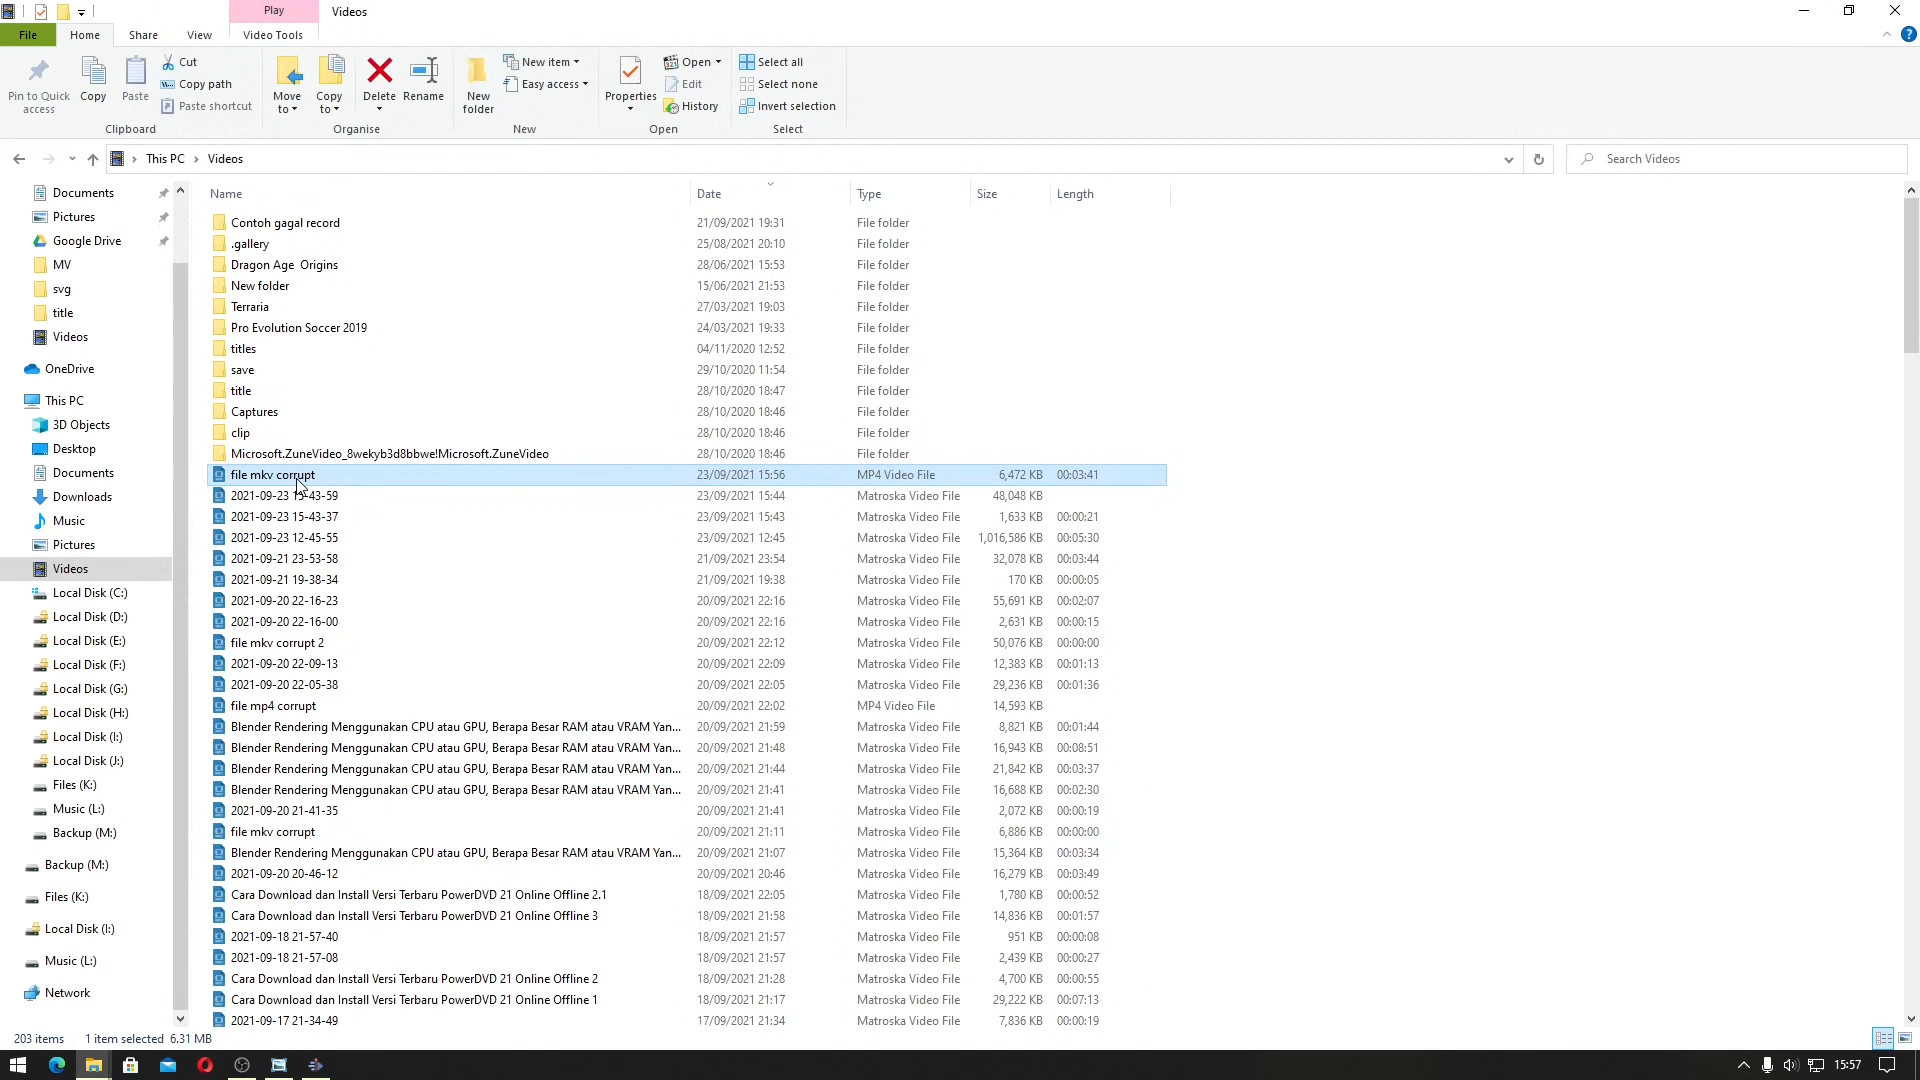 Play Videos
File Home Share View Video Tools
Pin to Quick access
Copy
Paste
Cut
Copy path
Paste shortcut
Clipboard
Move to
Copy to
Delete
Rename
Organise
New folder
New item
Easy access
New
Properties
Open
Edit
History
Open
Select all
Select none
Invert selection
Select
This PC Videos
Search Videos
Documents
Pictures
Google Drive
MV
svg
title
Videos
OneDrive
This PC
3D Objects
Desktop
Documents
Downloads
Music
Pictures
Videos
Local Disk (C:)
Local Disk (D:)
Local Disk (E:)
Local Disk (F:)
Local Disk (G:)
Local Disk (H:)
Local Disk (I:)
Local Disk (J:)
Files (K:)
Music (L:)
Backup (M:)
Backup (M:)
Files (K:)
Local Disk (I:)
Music (L:)
Network
Name Date Type Size Length
Contoh gagal record 21/09/2021 19:31 File folder
.gallery 25/08/2021 20:10 File folder
Dragon Age Origins 28/06/2021 15:53 File folder
New folder 15/06/2021 21:53 File folder
Terraria 27/03/2021 19:03 File folder
Pro Evolution Soccer 2019 24/03/2021 19:33 File folder
titles 04/11/2020 12:52 File folder
save 29/10/2020 11:54 File folder
title 28/10/2020 18:47 File folder
Captures 28/10/2020 18:46 File folder
clip 28/10/2020 18:46 File folder
Microsoft.ZuneVideo_8wekyb3d8bbwe!Microsoft.ZuneVideo 28/10/2020 18:46 File folder
file mkv corrupt 23/09/2021 15:56 MP4 Video File 6,472 KB 00:03:41
2021-09-23 15-43-59 23/09/2021 15:44 Matroska Video File 48,048 KB
2021-09-23 15-43-37 23/09/2021 15:43 Matroska Video File 1,633 KB 00:00:21
2021-09-23 12-45-55 23/09/2021 12:45 Matroska Video File 1,016,586 KB 00:05:30
2021-09-21 23-53-58 21/09/2021 23:54 Matroska Video File 32,078 KB 00:03:44
2021-09-21 19-38-34 21/09/2021 19:38 Matroska Video File 170 KB 00:00:05
2021-09-20 22-16-23 20/09/2021 22:16 Matroska Video File 55,691 KB 00:02:07
2021-09-20 22-16-00 20/09/2021 22:16 Matroska Video File 2,631 KB 00:00:15
file mkv corrupt 2 20/09/2021 22:12 Matroska Video File 50,076 KB 00:00:00
2021-09-20 22-09-13 20/09/2021 22:09 Matroska Video File 12,383 KB 00:01:13
2021-09-20 22-05-38 20/09/2021 22:05 Matroska Video File 29,236 KB 00:01:36
file mp4 corrupt 20/09/2021 22:02 MP4 Video File 14,593 KB
Blender Rendering Menggunakan CPU atau GPU, Berapa Besar RAM atau VRAM Yan... 20/09/2021 21:59 Matroska Video File 8,821 KB 00:01:44
Blender Rendering Menggunakan CPU atau GPU, Berapa Besar RAM atau VRAM Yan... 20/09/2021 21:48 Matroska Video File 16,943 KB 00:08:51
Blender Rendering Menggunakan CPU atau GPU, Berapa Besar RAM atau VRAM Yan... 20/09/2021 21:44 Matroska Video File 21,842 KB 00:03:37
Blender Rendering Menggunakan CPU atau GPU, Berapa Besar RAM atau VRAM Yan... 20/09/2021 21:41 Matroska Video File 16,688 KB 00:02:30
2021-09-20 21-41-35 20/09/2021 21:41 Matroska Video File 2,072 KB 00:00:19
file mkv corrupt 20/09/2021 21:11 Matroska Video File 6,886 KB 00:00:00
Blender Rendering Menggunakan CPU atau GPU, Berapa Besar RAM atau VRAM Yan... 20/09/2021 21:07 Matroska Video File 15,364 KB 00:03:34
2021-09-20 20-46-12 20/09/2021 20:46 Matroska Video File 16,279 KB 00:03:49
Cara Download dan Install Versi Terbaru PowerDVD 21 Online Offline 2.1 18/09/2021 22:05 Matroska Video File 1,780 KB 00:00:52
Cara Download dan Install Versi Terbaru PowerDVD 21 Online Offline 3 18/09/2021 21:58 Matroska Video File 14,836 KB 00:01:57
2021-09-18 21-57-40 18/09/2021 21:57 Matroska Video File 951 KB 00:00:08
2021-09-18 21-57-08 18/09/2021 21:57 Matroska Video File 2,439 KB 00:00:27
Cara Download dan Install Versi Terbaru PowerDVD 21 Online Offline 2 18/09/2021 21:28 Matroska Video File 4,700 KB 00:00:55
Cara Download dan Install Versi Terbaru PowerDVD 21 Online Offline 1 18/09/2021 21:17 Matroska Video File 29,222 KB 00:07:13
2021-09-17 21-34-49 17/09/2021 21:34 Matroska Video File 7,836 KB 00:00:19
203 items 1 item selected 6.31 MB
15:57